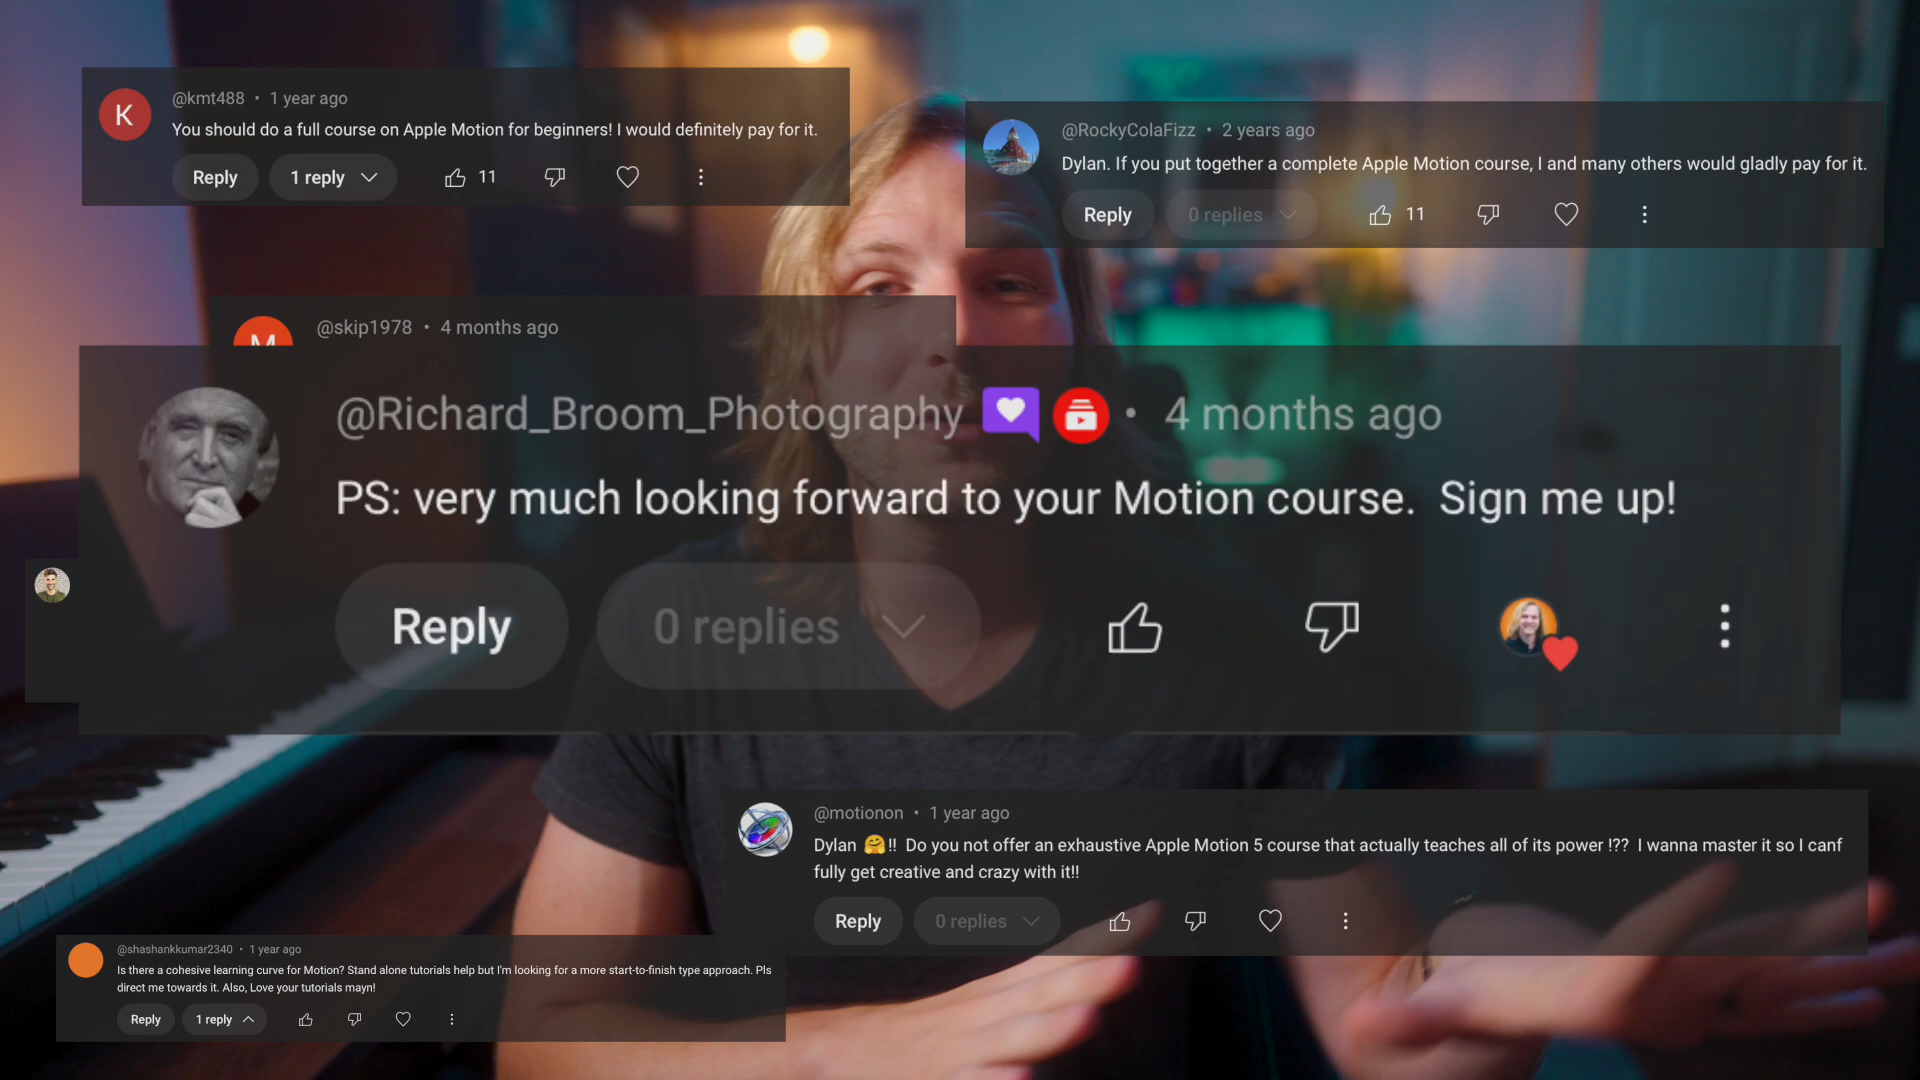 K
@kmt488 • 1 year ago
You should do a full course on Apple Motion for beginners! I would definitely pay for it.
Reply 1 reply 11
@RockyColaFizz • 2 years ago
Dylan. If you put together a complete Apple Motion course, I and many others would gladly pay for it.
Reply 0 replies 11
M
@skip1978 • 4 months ago
@Richard_Broom_Photography • 4 months ago
PS: very much looking forward to your Motion course. Sign me up!
Reply 0 replies
@motionon • 1 year ago
Dylan 🤗!! Do you not offer an exhaustive Apple Motion 5 course that actually teaches all of its power !?? I wanna master it so I canf
fully get creative and crazy with it!!
Reply 0 replies
@shashankkumar2340 • 1 year ago
Is there a cohesive learning curve for Motion? Stand alone tutorials help but I'm looking for a more start-to-finish type approach. Pls
direct me towards it. Also, Love your tutorials mayn!
Reply 1 reply